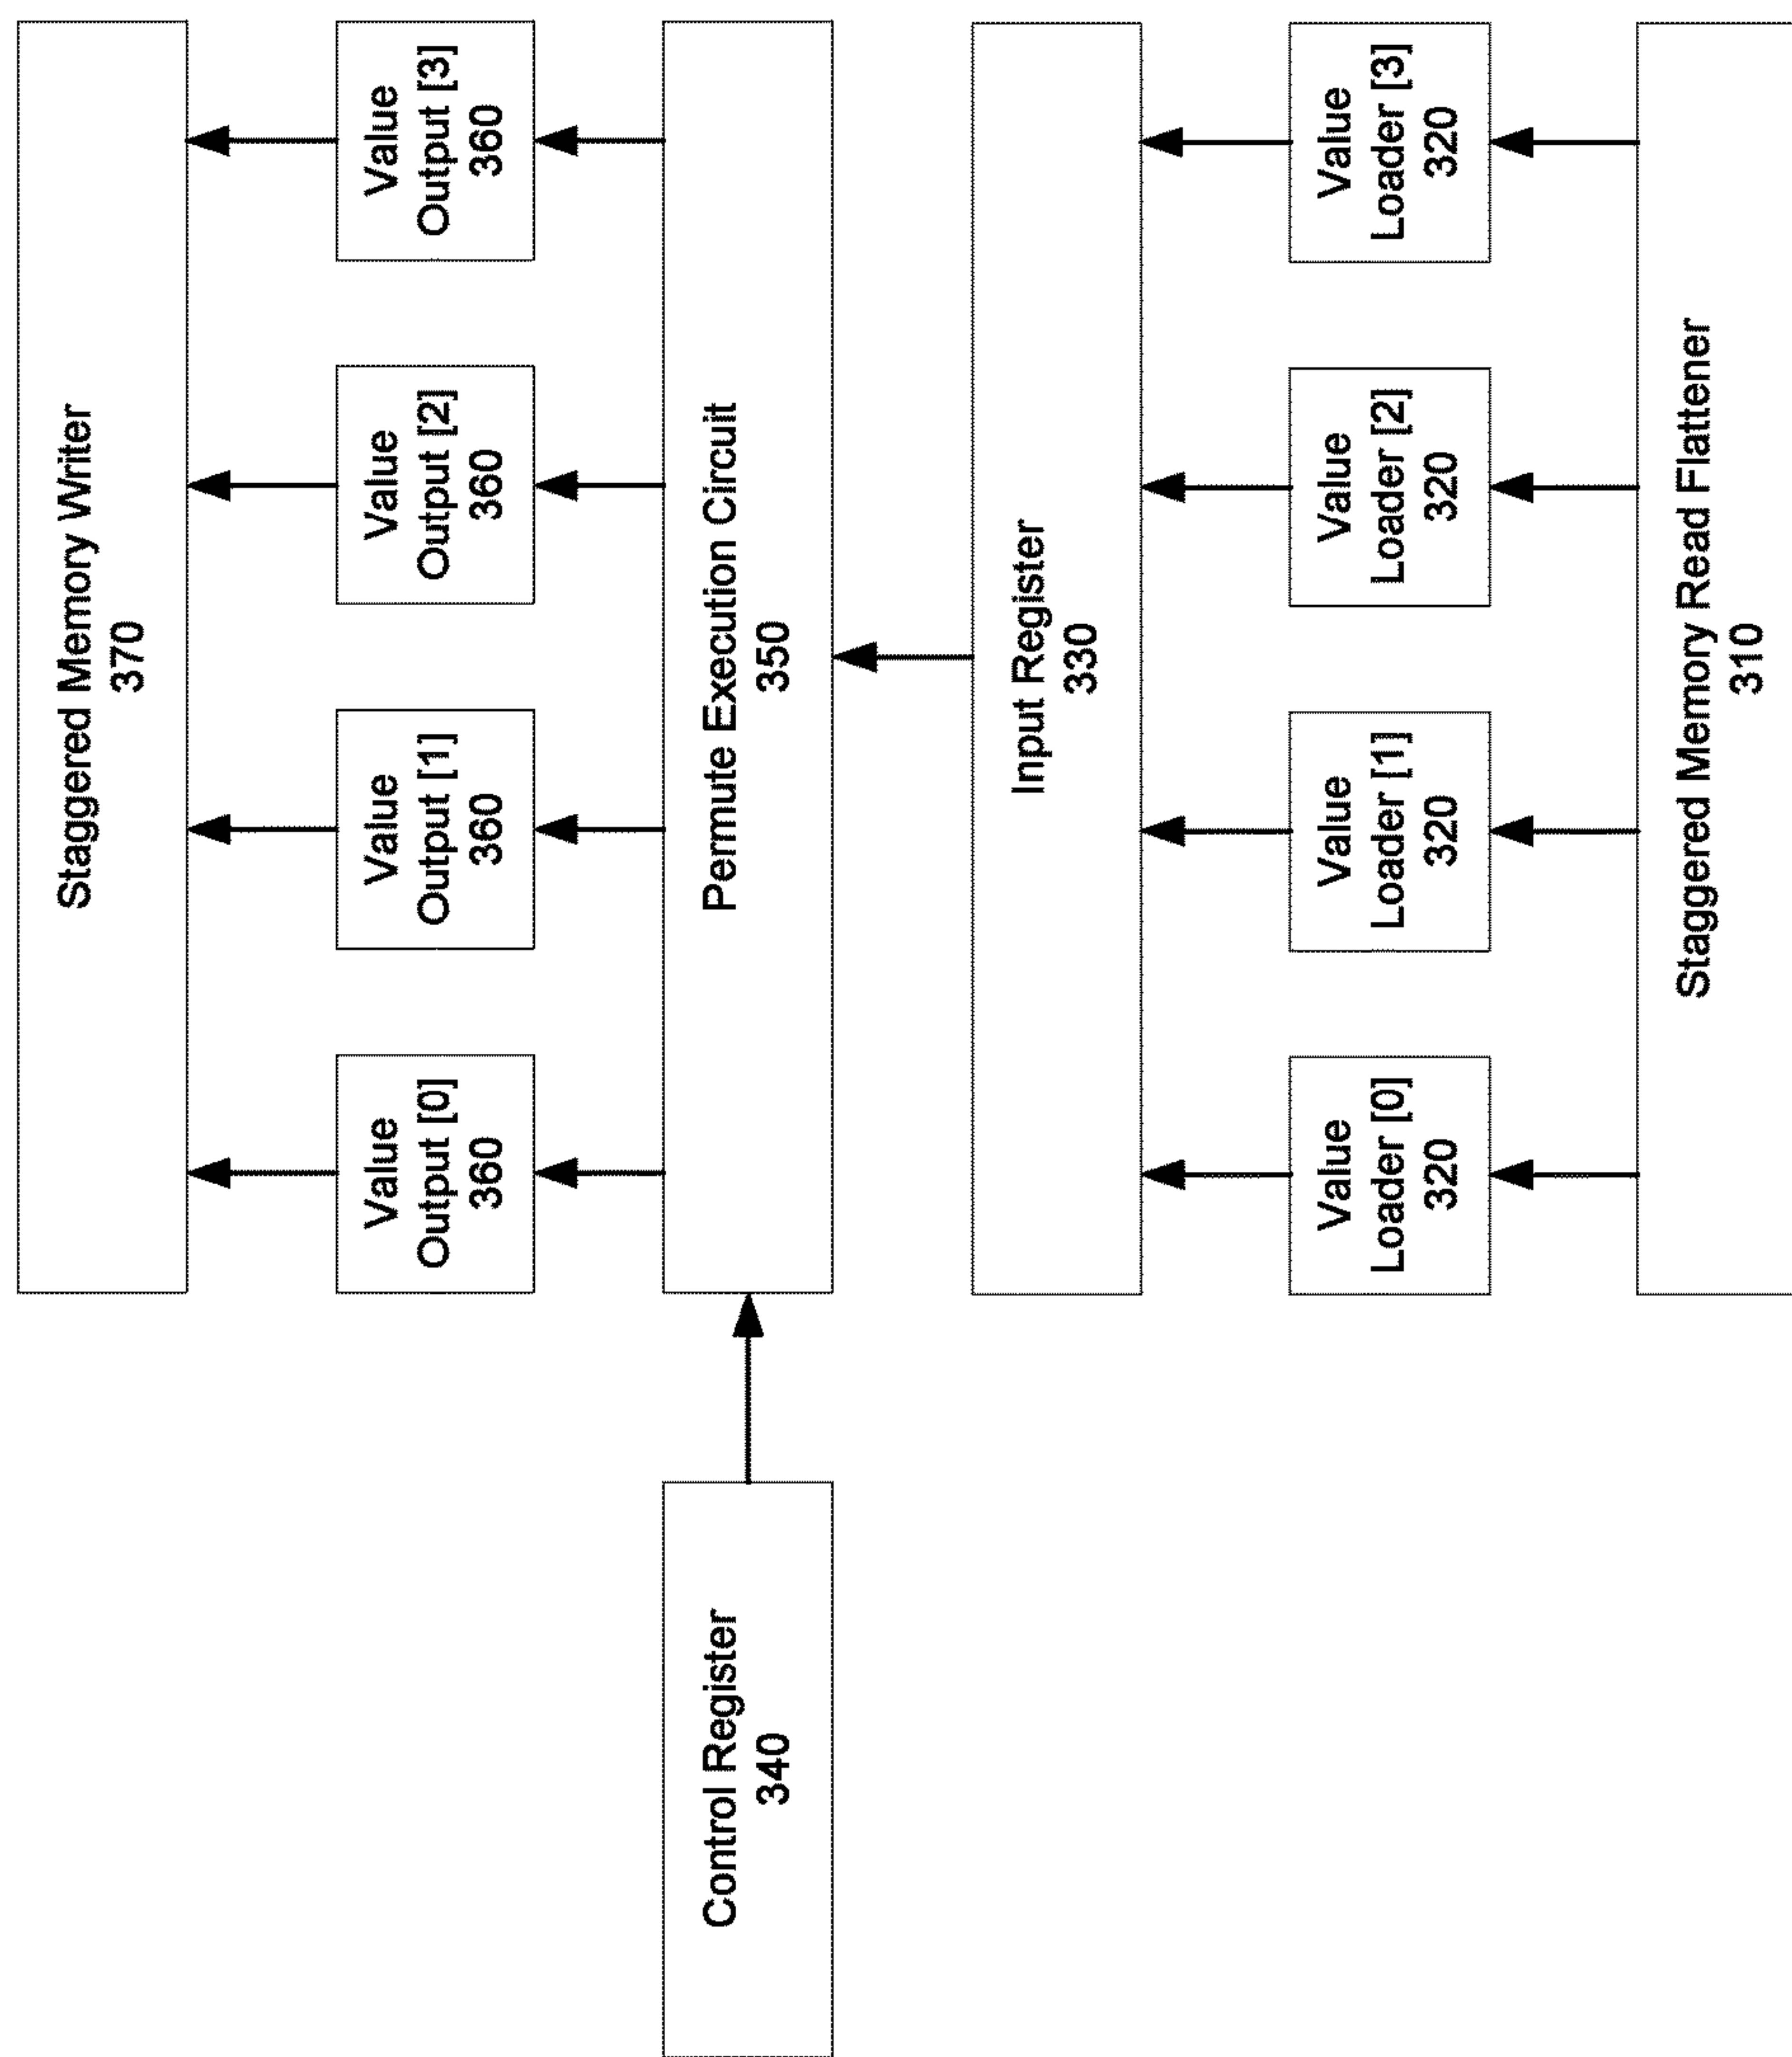 Staggered Memory Writer
370
Value
Output [0]
360
Value
Output [1]
360
Value
Output [2]
360
Value
Output [3]
360
Control Register
340
Permute Execution Circuit
350
Input Register
330
Value
Loader [0]
320
Value
Loader [1]
320
Value
Loader [2]
320
Value
Loader [3]
320
Staggered Memory Read Flattener
310